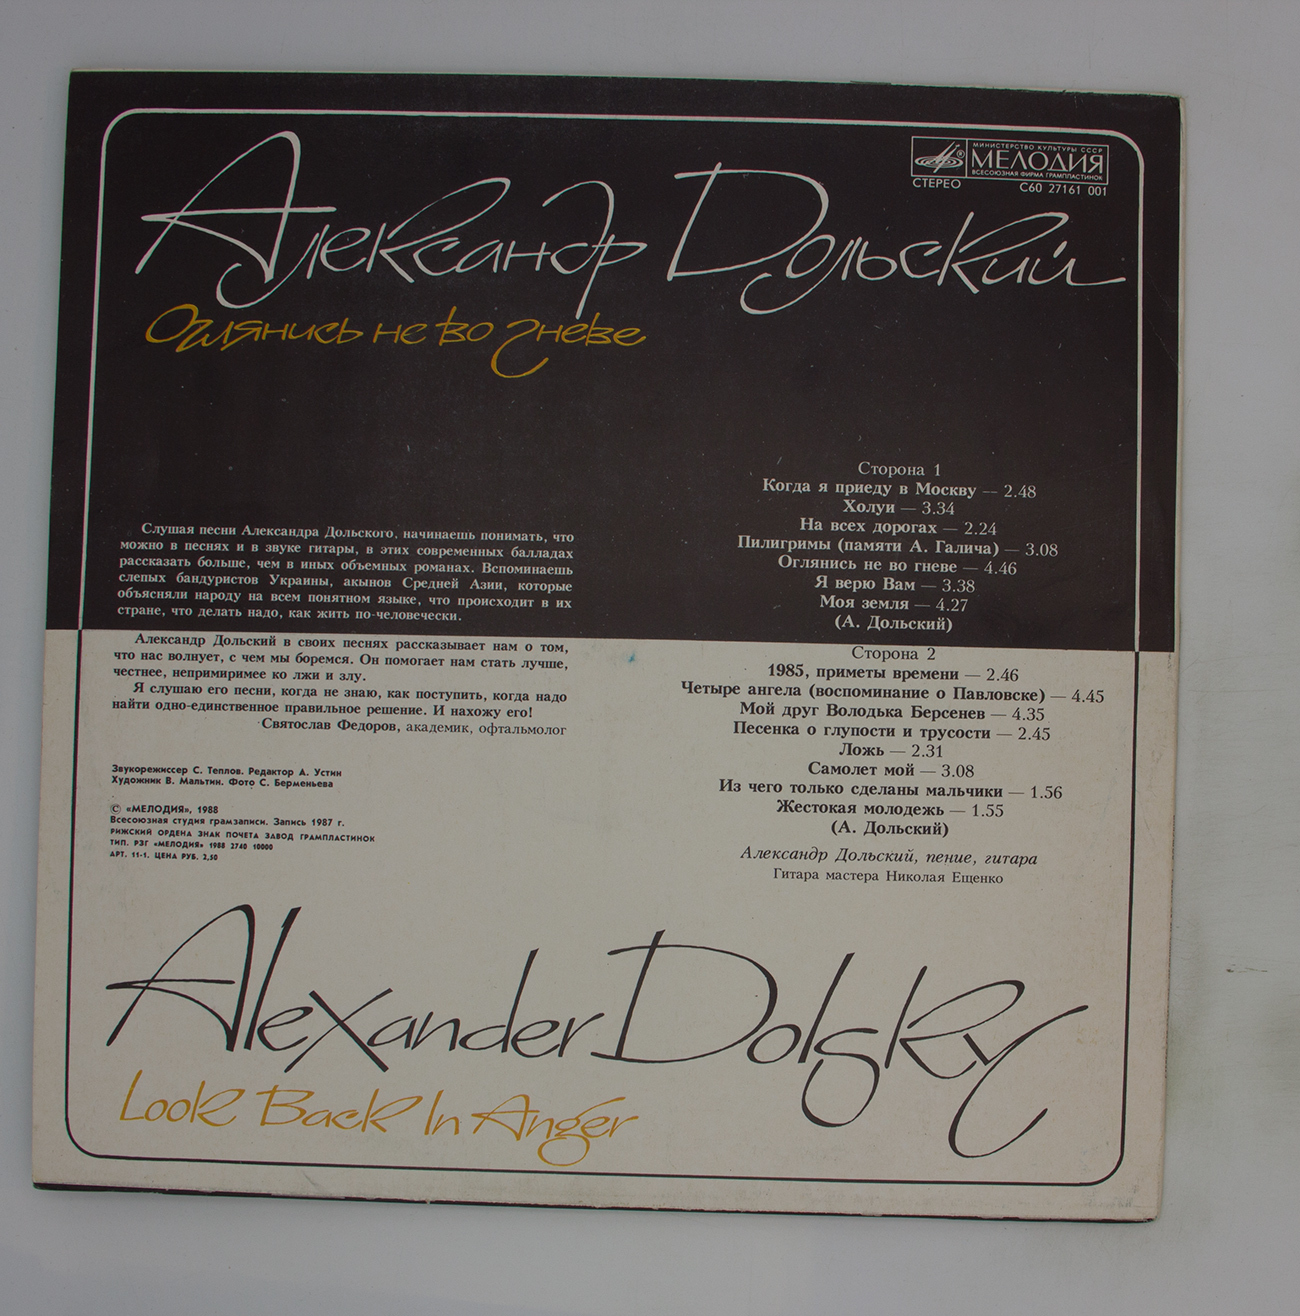 МИНИСТЕРСТВО КУЛЬТУРЫ СССР
МЕЛОДИЯ
ВСЕСОЮЗНАЯ ФИРМА ГРАМПЛАСТИНОК
СТЕРЕО
С60 27161 001
Александр Дольский
Оглянись не во гневе
Слушая песни Александра Дольского, начинаешь понимать, что
можно в песнях и в звуке гитары, в этих современных балладах
рассказать больше, чем в иных объемных романах. Вспоминаешь
слепых бандуристов Украины, акынов Средней Азии, которые
объясняли народу на всем понятном языке, что происходит в их
стране, что делать надо, как жить по-человечески.
Александр Дольский в своих песнях рассказывает нам о том,
что нас волнует, с чем мы боремся. Он помогает нам стать лучше,
честнее, непримиримее ко лжи и злу.
Я слушаю его песни, когда не знаю, как поступить, когда надо
найти одно-единственное правильное решение. И нахожу его!
Святослав Федоров, академик, офтальмолог
Звукорежиссер С. Теплов. Редактор А. Устин
Художник В. Мальтин. Фото С. Берменьева
© «МЕЛОДИЯ», 1988
Всесоюзная студия грамзаписи. Запись 1987 г.
РИЖСКИЙ ОРДЕНА ЗНАК ПОЧЕТА ЗАВОД ГРАМПЛАСТИНОК
ТИП. РЗГ «МЕЛОДИЯ» 1988 2740 10000
АРТ. 11-1. ЦЕНА РУБ. 2,50
Сторона 1
Когда я приеду в Москву — 2.48
Холуи — 3.34
На всех дорогах — 2.24
Пилигримы (памяти А. Галича) — 3.08
Оглянись не во гневе — 4.46
Я верю Вам — 3.38
Моя земля — 4.27
(А. Дольский)
Сторона 2
1985, приметы времени — 2.46
Четыре ангела (воспоминание о Павловске) — 4.45
Мой друг Володька Берсенев — 4.35
Песенка о глупости и трусости — 2.45
Ложь — 2.31
Самолет мой — 3.08
Из чего только сделаны мальчики — 1.56
Жестокая молодежь — 1.55
(А. Дольский)
Александр Дольский, пение, гитара
Гитара мастера Николая Ещенко
Alexander Dolsky
Look Back In Anger